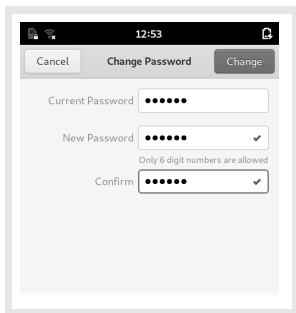 12:53
Cancel Change Password Change
Current Password ●●●●●●
New Password ●●●●●●
Only 6 digit numbers are allowed
Confirm ●●●●●●